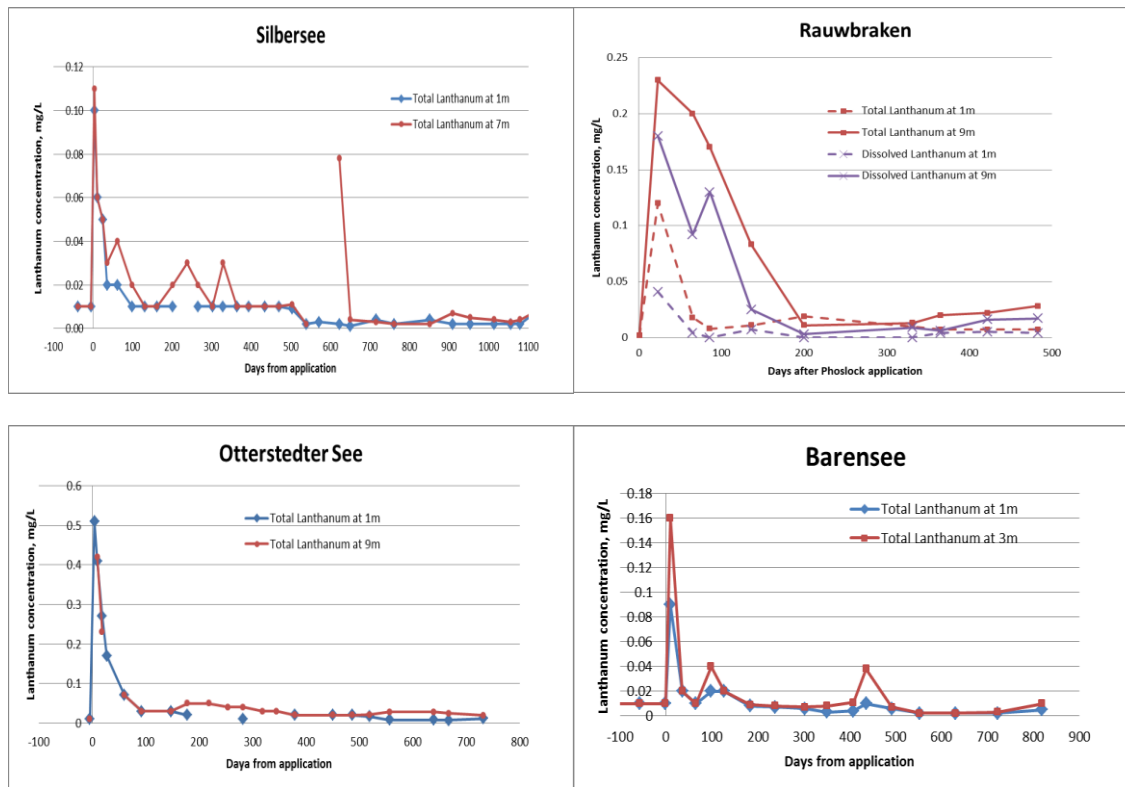 Silbersee
Lanthanum concemtration, mg/L
0.12
0.10
0.08
0.06
0.04
0.02
0.00
-100 0 100 200 300 400 500 600 700 800 900 1000 1100
Days from application
Total Lanthanum at 1m
Total Lanthanum at 7m
Rauwbraken
Lanthanum concentration, mg/L
0.25
0.2
0.15
0.1
0.05
0
0 100 200 300 400 500
Days after Phoslock application
Total Lanthanum at 1m
Total Lanthanum at 9m
Dissolved Lanthanum at 1m
Dissolved Lanthanum at 9m
Otterstedter See
Lanthanum concentration, mg/L
0.6
0.5
0.4
0.3
0.2
0.1
0
-100 0 100 200 300 400 500 600 700 800
Daya from application
Total Lanthanum at 1m
Total Lanthanum at 9m
Barensee
Lanthanum concentration, mg/L
0.18
0.16
0.14
0.12
0.1
0.08
0.06
0.04
0.02
0
-100 0 100 200 300 400 500 600 700 800 900
Days from application
Total Lanthanum at 1m
Total Lanthanum at 3m